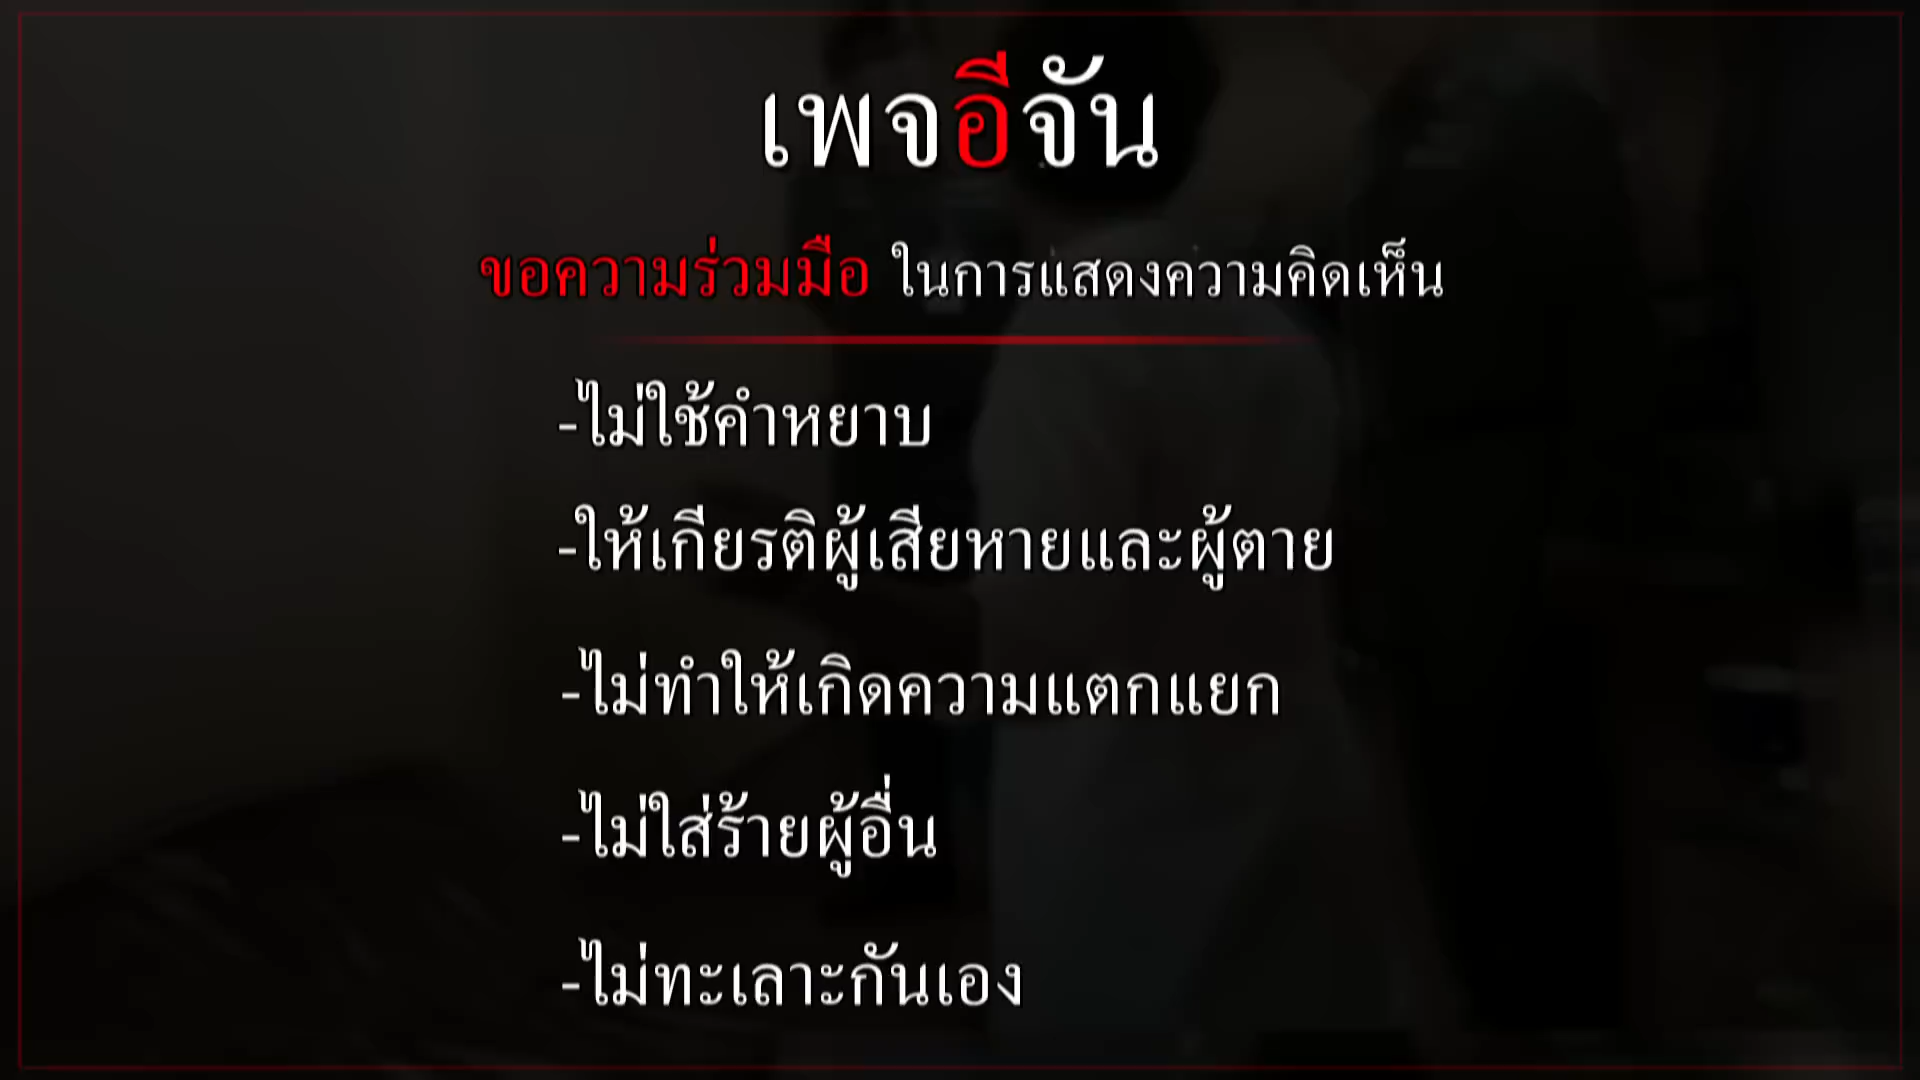 เพจอีจัน
ขอความร่วมมือ ในการแสดงความคิดเห็น
-ไม่ใช้คำหยาบ
-ให้เกียรติผู้เสียหายและผู้ตาย
-ไม่ทำให้เกิดความแตกแยก
-ไม่ใส่ร้ายผู้อื่น
-ไม่ทะเลาะกันเอง